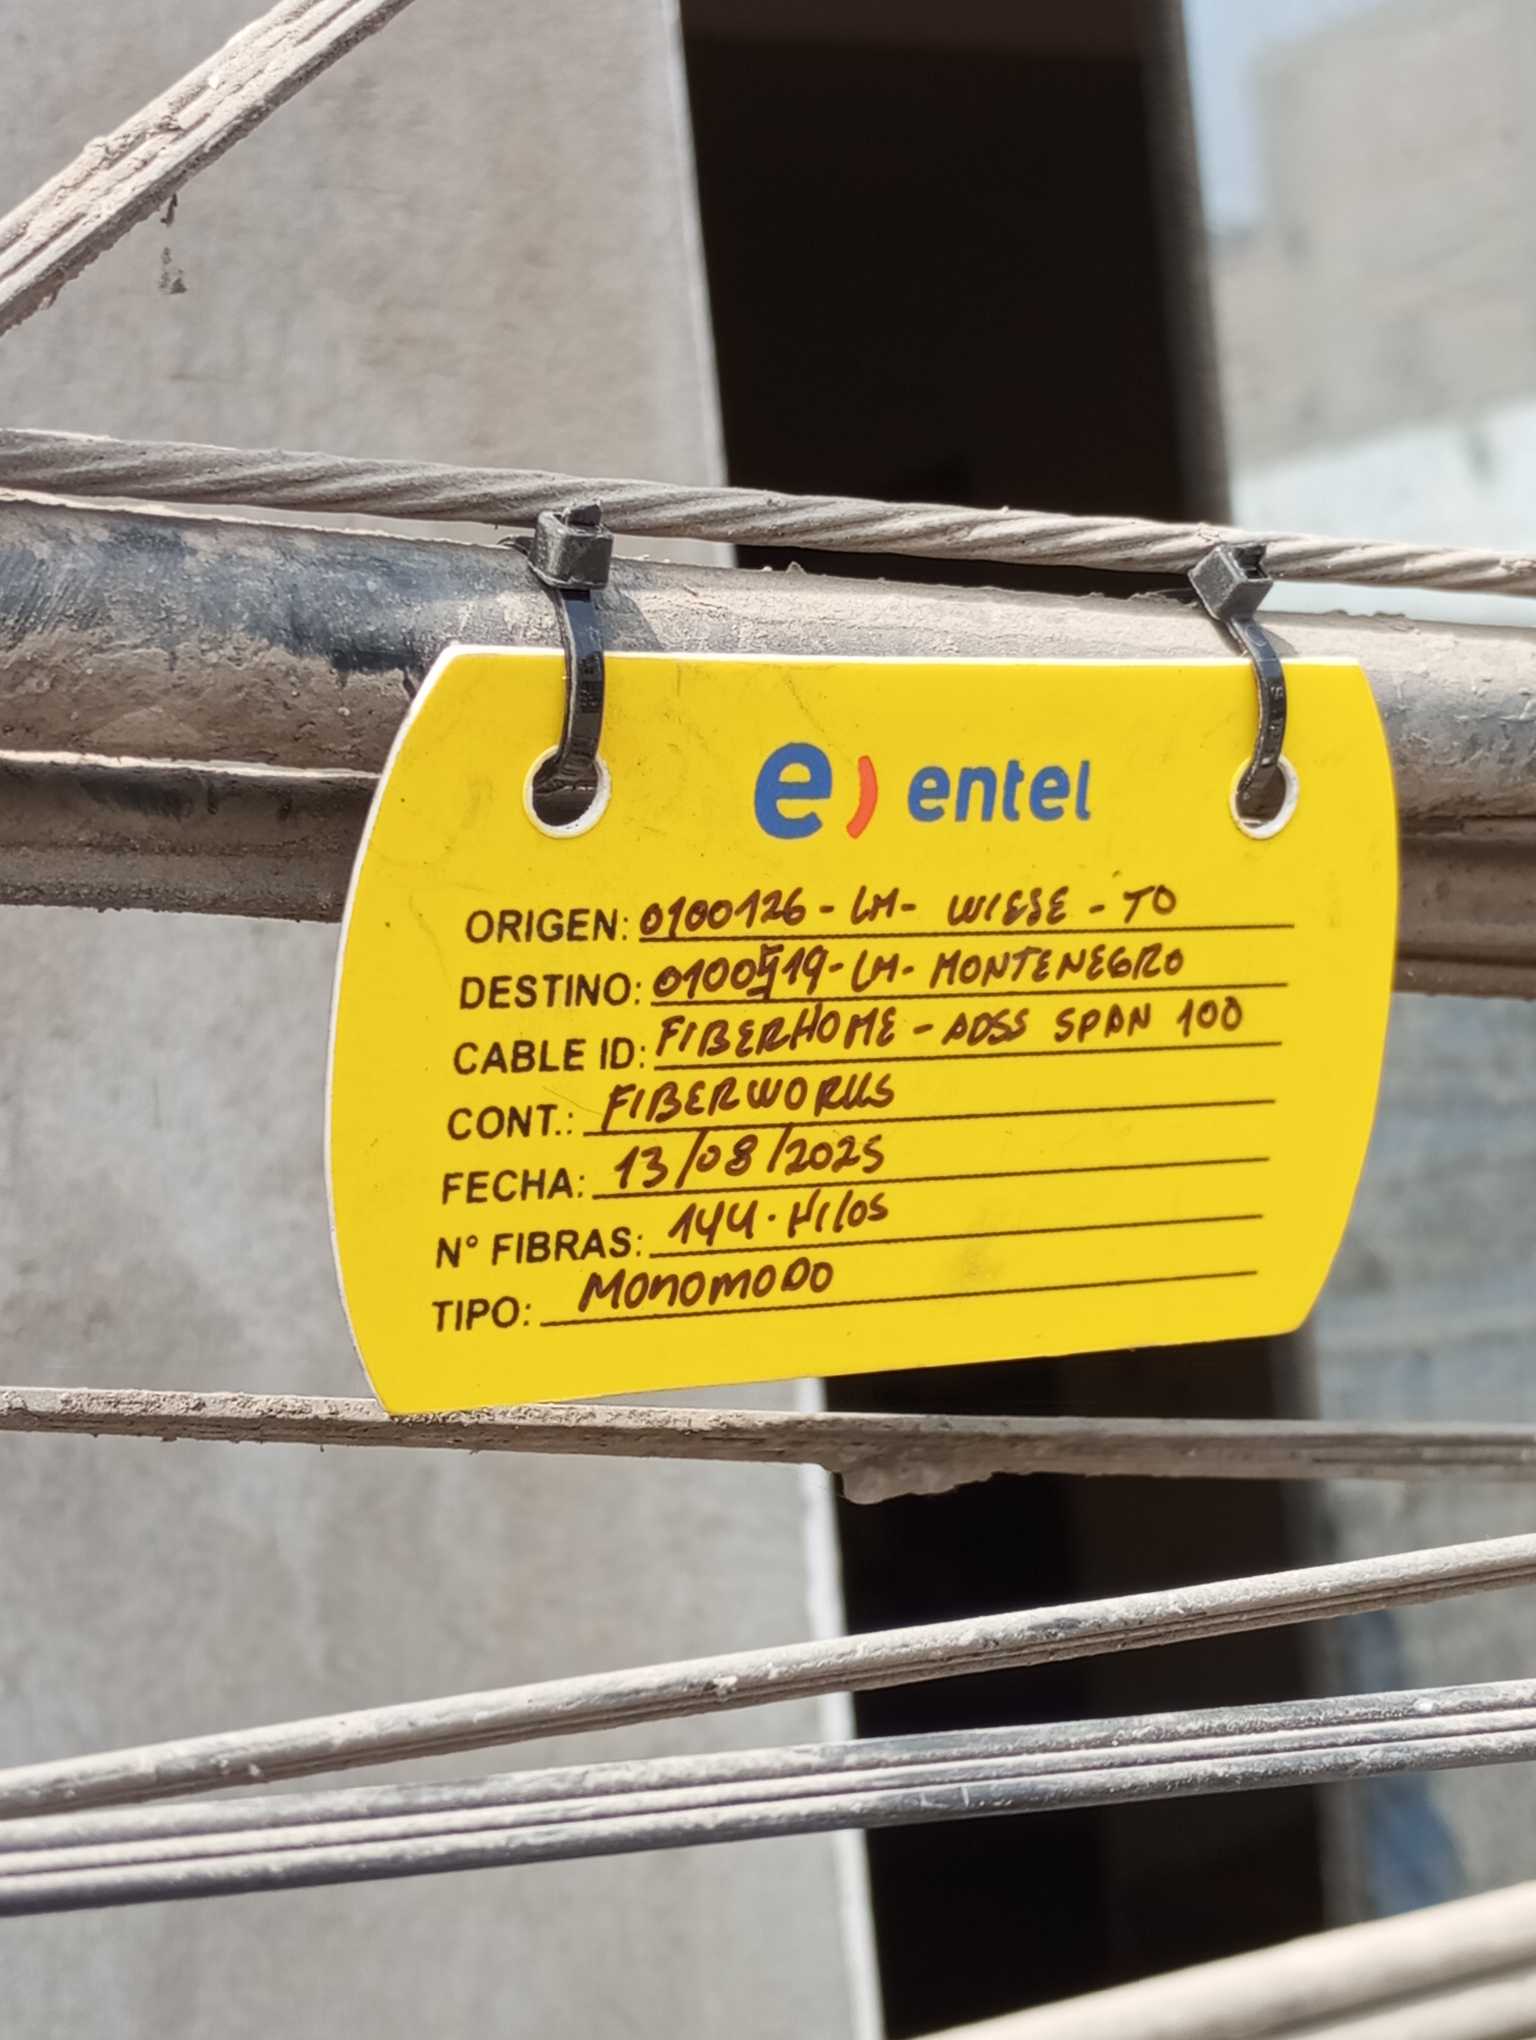 e) entel
ORIGEN: 0100126 - LM - WIESE - TO
DESTINO: - LM - MONTENEGRO
CABLE ID: FIBERHOME - ADSS SPAN 100
CONT.: FIBERWORKS
FECHA: 13/08/2025
N° FIBRAS: 144. Hilos
TIPO: MONOMODO